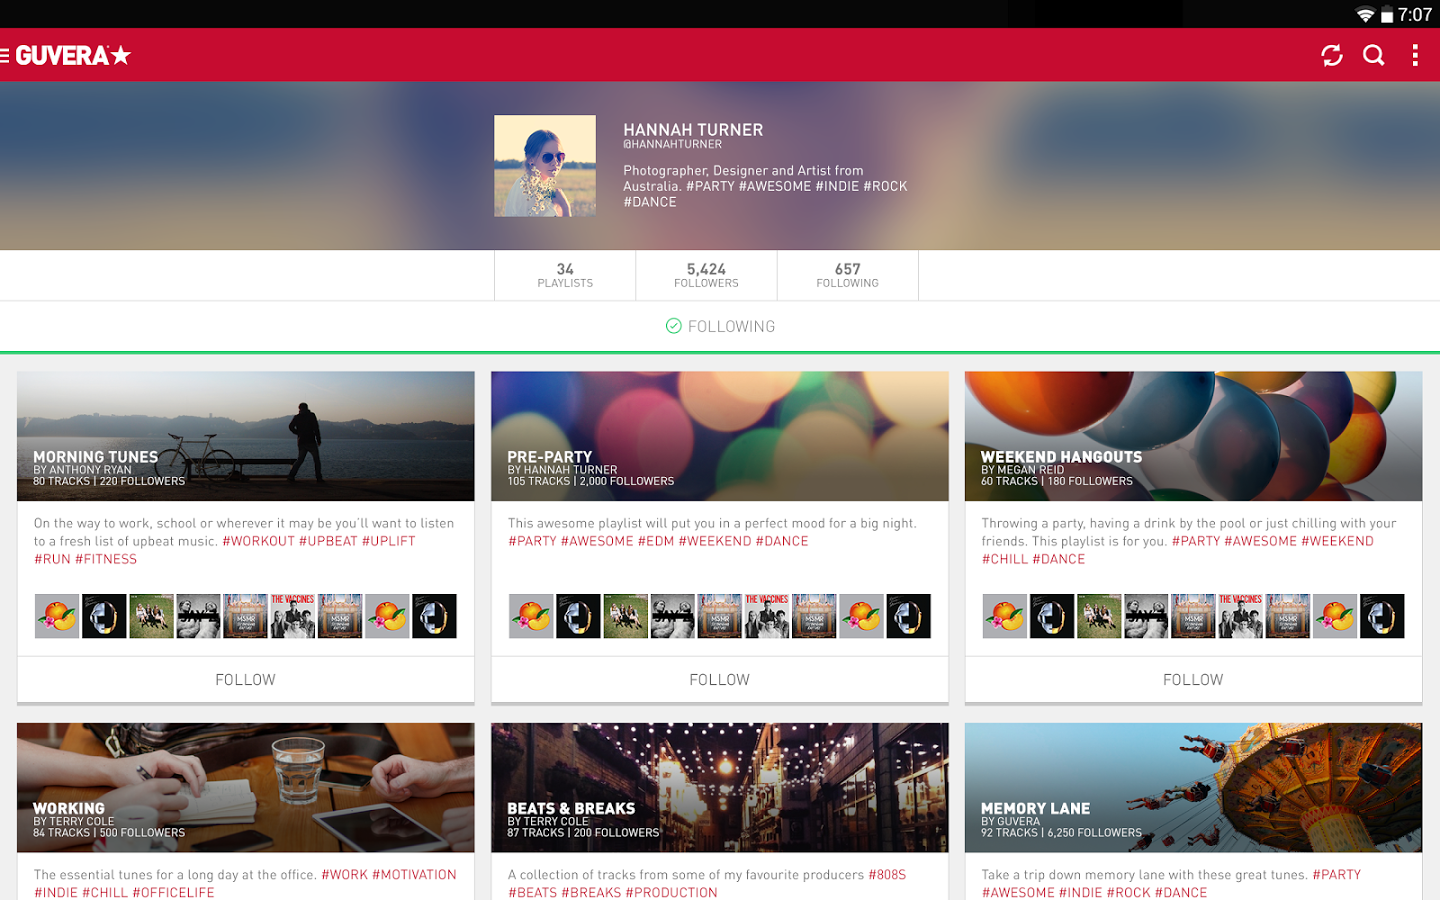 7:07
GUVERA
HANNAH TURNER
@HANNAHTURNER
Photographer, Designer and Artist from
Australia. #PARTY #AWESOME #INDIE #ROCK
#DANCE
34
PLAYLISTS
5,424
FOLLOWERS
657
FOLLOWING
FOLLOWING
MORNING TUNES
BY ANTHONY RYAN
80 TRACKS | 220 FOLLOWERS
On the way to work, school or wherever it may be you'll want to listen
to a fresh list of upbeat music. #WORKOUT #UPBEAT #UPLIFT
#RUN #FITNESS
THE VACCINES
FOLLOW
PRE-PARTY
BY HANNAH TURNER
105 TRACKS | 2,000 FOLLOWERS
This awesome playlist will put you in a perfect mood for a big night.
#PARTY #AWESOME #EDM #WEEKEND #DANCE
THE VACCINES
FOLLOW
WEEKEND HANGOUTS
BY MEGAN REID
60 TRACKS | 180 FOLLOWERS
Throwing a party, having a drink by the pool or just chilling with your
friends. This playlist is for you. #PARTY #AWESOME #WEEKEND
#CHILL #DANCE
THE VACCINES
FOLLOW
WORKING
BY TERRY COLE
84 TRACKS | 500 FOLLOWERS
The essential tunes for a long day at the office. #WORK #MOTIVATION
#INDIE #CHILL #OFFICELIFE
BEATS & BREAKS
BY TERRY COLE
87 TRACKS | 200 FOLLOWERS
A collection of tracks from some of my favourite producers #808S
#BEATS #BREAKS #PRODUCTION
MEMORY LANE
BY GUVERA
92 TRACKS | 6,250 FOLLOWERS
Take a trip down memory lane with these great tunes. #PARTY
#AWESOME #INDIE #ROCK #DANCE